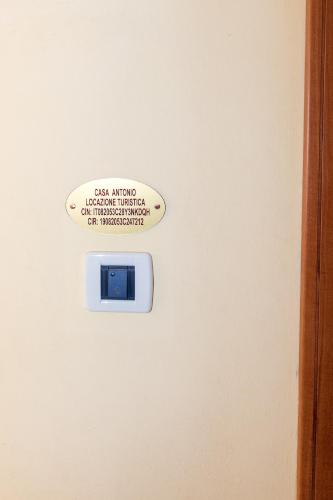 CASA ANTONIO
LOCAZIONE TURISTICA
CIN: IT082053C28Y3NKDQH
CIR: 19082053C247212